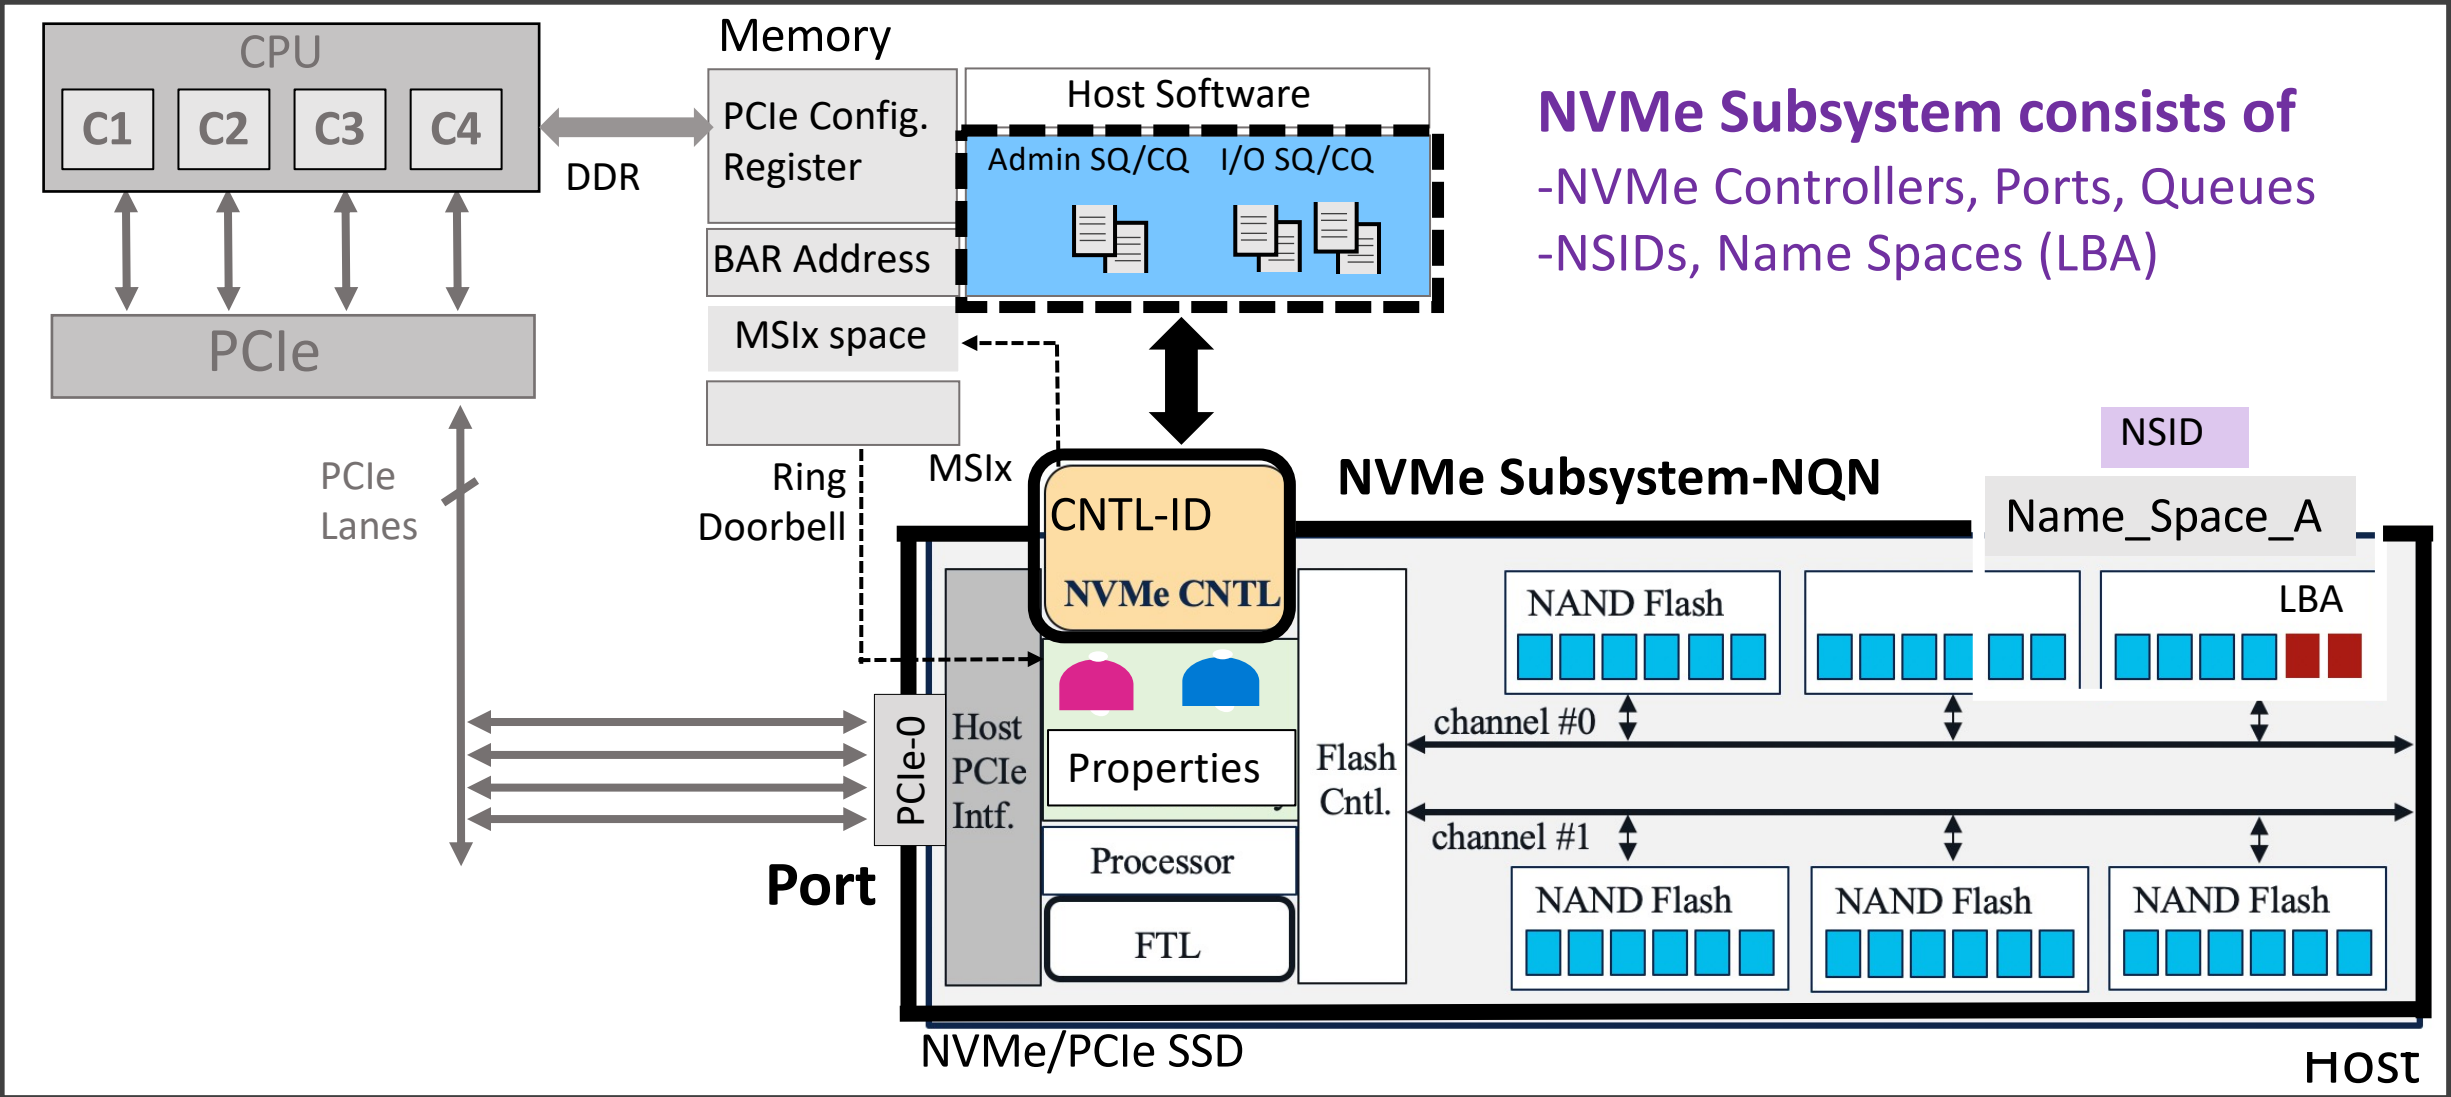 CPU
C1 C2 C3 C4
PCIe
PCIe
Lanes
DDR
Memory
PCIe Config.
Register
BAR Address
MSIx space
Host Software
Admin SQ/CQ I/O SQ/CQ
NVMe Subsystem consists of
-NVMe Controllers, Ports, Queues
-NSIDs, Name Spaces (LBA)
Ring
Doorbell
MSIx
CNTL-ID
NVMe CNTL
NVMe Subsystem-NQN
NSID
Name_Space_A
PCIe-0
Port
Host
PCIe
Intf.
Properties
Processor
FTL
Flash
Cntl.
NAND Flash
LBA
channel #0
channel #1
NAND Flash
NAND Flash
NAND Flash
NVMe/PCIe SSD
Host